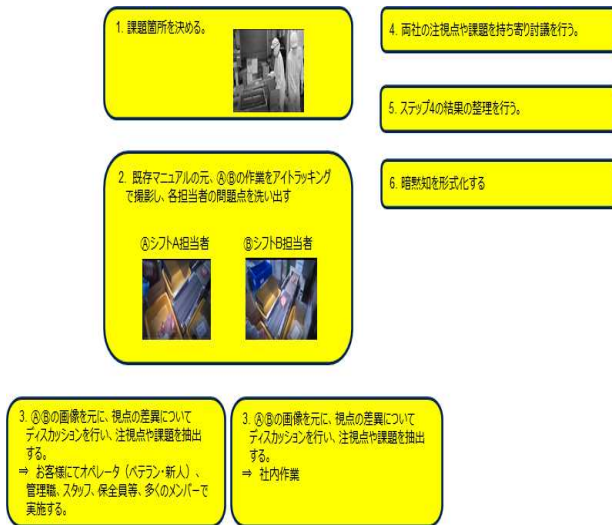 1. 課題箇所を決める。
2. 既存マニュアルの元、ⒶⒷの作業をアイトラッキング
で撮影し、各担当者の問題点を洗い出す
ⒶシフトA担当者
ⒷシフトB担当者
3. ⒶⒷの画像を元に、視点の差異について
ディスカッションを行い、注視点や課題を抽出
する。
⇒ お客様にてオペレータ（ベテラン・新人）、
管理職、スタッフ、保全員等、多くのメンバーで
実施する。
3. ⒶⒷの画像を元に、視点の差異について
ディスカッションを行い、注視点や課題を抽出
する。
⇒ 社内作業
4. 両社の注視点や課題を持ち寄り討議を行う。
5. ステップ4の結果の整理を行う。
6. 暗黙知を形式化する